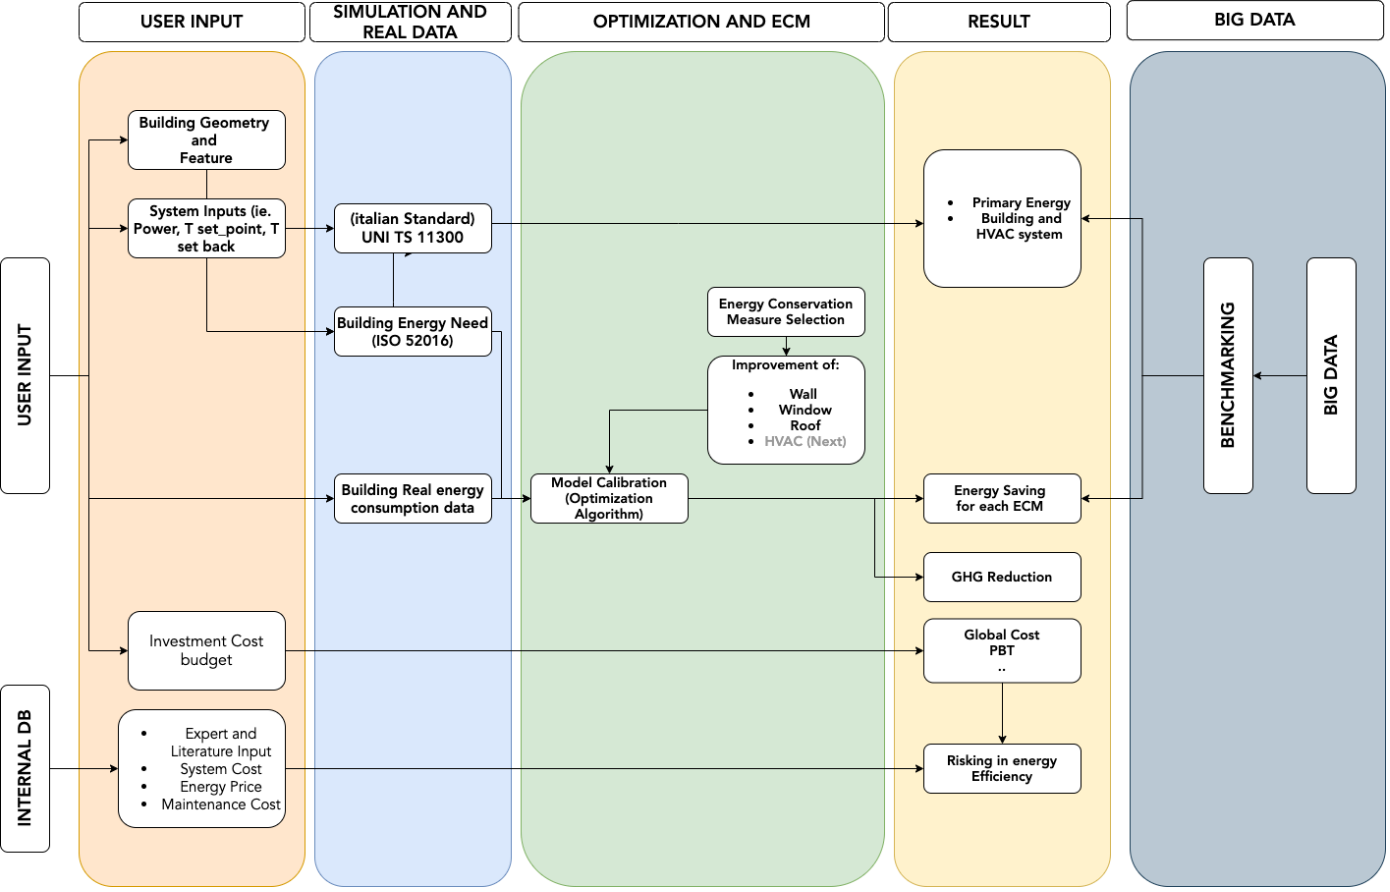 USER INPUT
SIMULATION AND
REAL DATA
OPTIMIZATION AND ECM
RESULT
BIG DATA
USER INPUT
INTERNAL DB
Building Geometry
and
Feature
System Inputs (ie.
Power, T set_point, T
set back
Investment Cost
budget
• Expert and
Literature Input
• System Cost
• Energy Price
• Maintenance Cost
(italian Standard)
UNI TS 11300
Building Energy Need
(ISO 52016)
Building Real energy
consumption data
Energy Conservation
Measure Selection
Improvement of:
• Wall
• Window
• Roof
• HVAC (Next)
Model Calibration
(Optimization
Algorithm)
• Primary Energy
• Building and
HVAC system
Energy Saving
for each ECM
GHG Reduction
Global Cost
PBT
..
Risking in energy
Efficiency
BENCHMARKING
BIG DATA